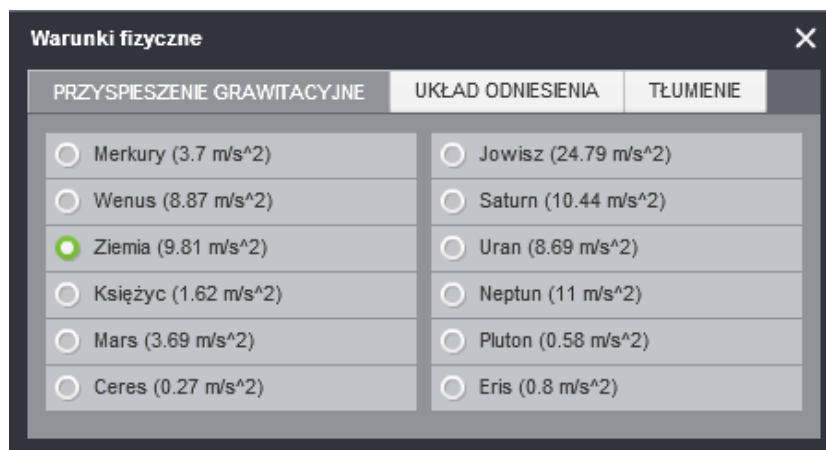 Warunki fizyczne
PRZYSPIESZENIE GRAWITACYJNE
UKŁAD ODNIESIENIA
TŁUMIENIE
Merkury (3.7 m/s^2)
Wenus (8.87 m/s^2)
Ziemia (9.81 m/s^2)
Księżyc (1.62 m/s^2)
Mars (3.69 m/s^2)
Ceres (0.27 m/s^2)
Jowisz (24.79 m/s^2)
Saturn (10.44 m/s^2)
Uran (8.69 m/s^2)
Neptun (11 m/s^2)
Pluton (0.58 m/s^2)
Eris (0.8 m/s^2)